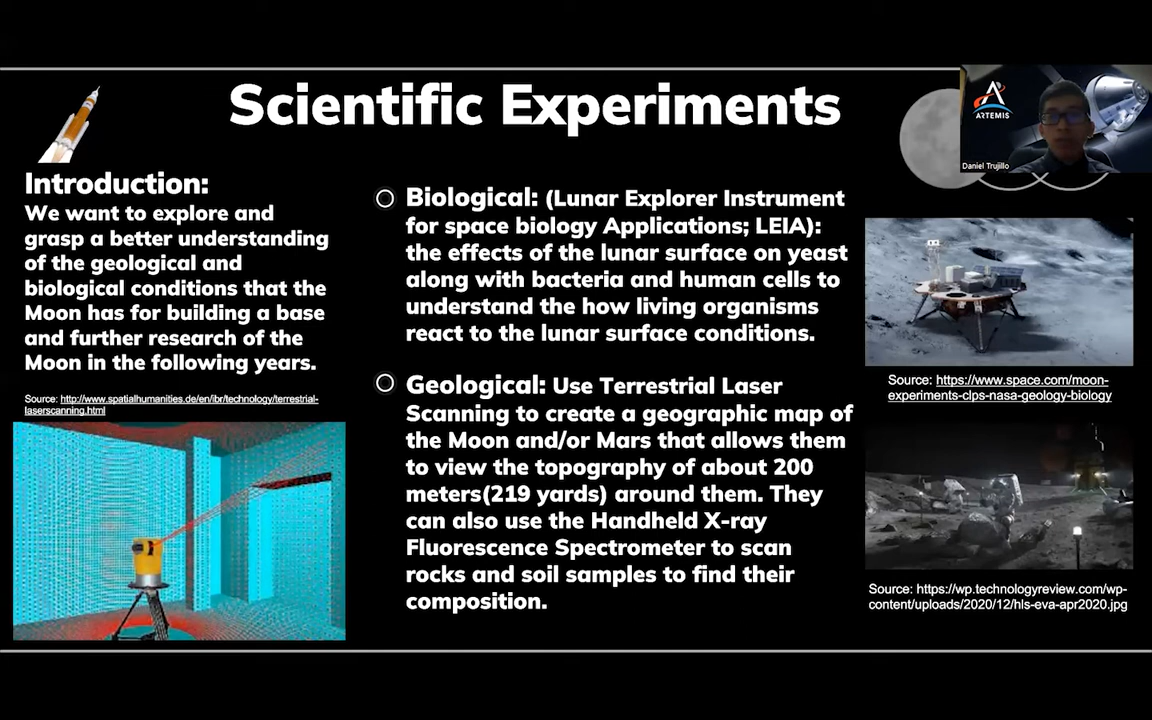 Scientific Experiments
ARTEMIS
Daniel Trujillo
Introduction:
We want to explore and
grasp a better understanding
of the geological and
biological conditions that the
Moon has for building a base
and further research of the
Moon in the following years.
Source: http://www.spatialhumanities.de/en/ibr/technology/terrestrial-
laserscanning.html
Biological: (Lunar Explorer Instrument
for space biology Applications; LEIA):
the effects of the lunar surface on yeast
along with bacteria and human cells to
understand the how living organisms
react to the lunar surface conditions.
Geological: Use Terrestrial Laser
Scanning to create a geographic map of
the Moon and/or Mars that allows them
to view the topography of about 200
meters(219 yards) around them. They
can also use the Handheld X-ray
Fluorescence Spectrometer to scan
rocks and soil samples to find their
composition.
Source: https://www.space.com/moon-
experiments-clps-nasa-geology-biology
Source: https://wp.technologyreview.com/wp-
content/uploads/2020/12/hls-eva-apr2020.jpg